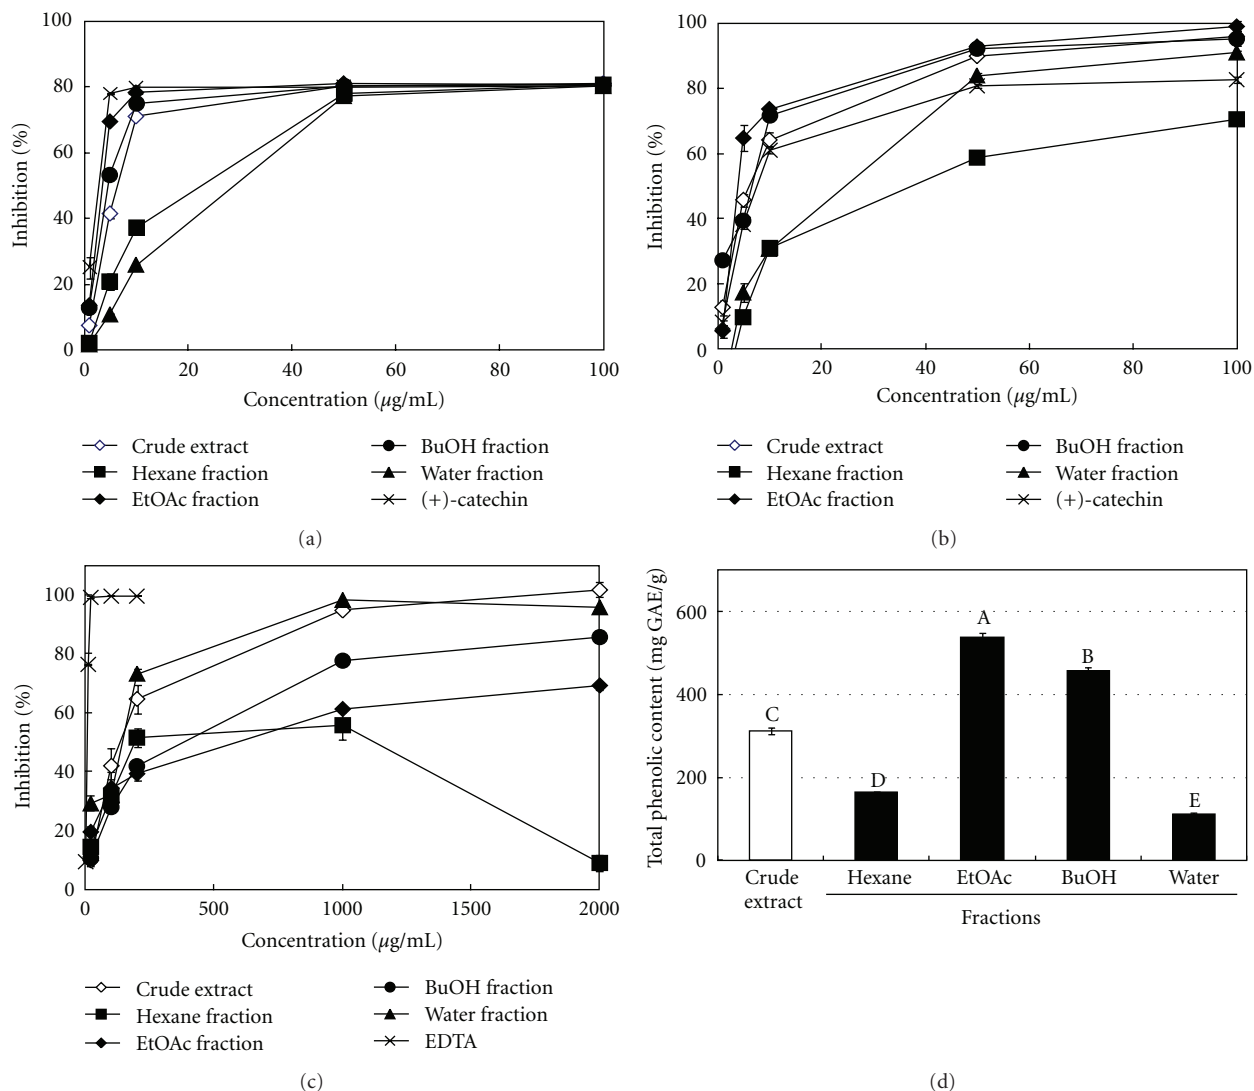 100
80
60
40
20
0
Inhibition (%)
0 20 40 60 80 100
Concentration (μg/mL)
Crude extract
Hexane fraction
EtOAc fraction
BuOH fraction
Water fraction
(+)-catechin
(a)
100
80
60
40
20
0
Inhibition (%)
0 20 40 60 80 100
Concentration (μg/mL)
Crude extract
Hexane fraction
EtOAc fraction
BuOH fraction
Water fraction
(+)-catechin
(b)
100
80
60
40
20
0
Inhibition (%)
0 500 1000 1500 2000
Concentration (μg/mL)
Crude extract
Hexane fraction
EtOAc fraction
BuOH fraction
Water fraction
EDTA
(c)
Total phenolic content (mg GAE/g)
600
400
200
0
C
D
A
B
E
Crude
extract
Hexane EtOAc BuOH Water
Fractions
(d)